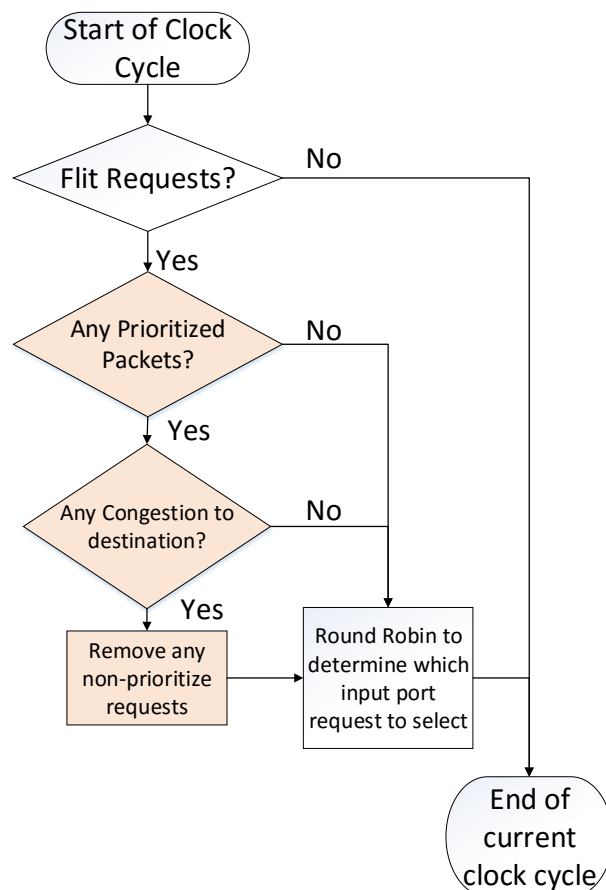 Start of Clock
Cycle
Flit Requests?
No
Yes
Any Prioritized
Packets?
No
Yes
Any Congestion to
destination?
No
Yes
Remove any
non-prioritize
requests
Round Robin to
determine which
input port
request to select
End of
current
clock cycle